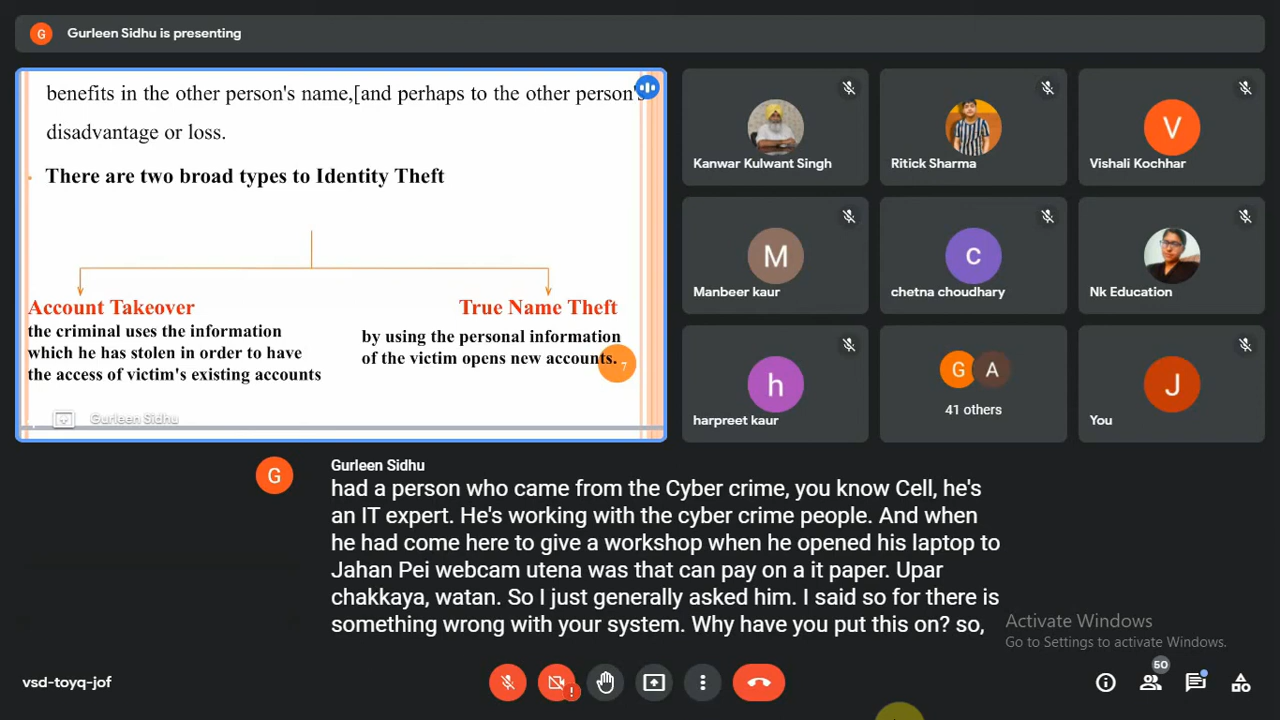 G
Gurleen Sidhu is presenting
benefits in the other person's name,[and perhaps to the other person's
disadvantage or loss.
There are two broad types to Identity Theft
Account Takeover
the criminal uses the information
which he has stolen in order to have
the access of victim's existing accounts
True Name Theft
by using the personal information
of the victim opens new accounts.
7
Gurleen Sidhu
Kanwar Kulwant Singh
Ritick Sharma
V
Vishali Kochhar
M
Manbeer kaur
c
chetna choudhary
Nk Education
h
harpreet kaur
G A
41 others
J
You
G
Gurleen Sidhu
had a person who came from the Cyber crime, you know Cell, he's
an IT expert. He's working with the cyber crime people. And when
he had come here to give a workshop when he opened his laptop to
Jahan Pei webcam utena was that can pay on a it paper. Upar
chakkaya, watan. So I just generally asked him. I said so for there is
something wrong with your system. Why have you put this on? so,
Activate Windows
Go to Settings to activate Windows.
vsd-toyq-jof
!
50